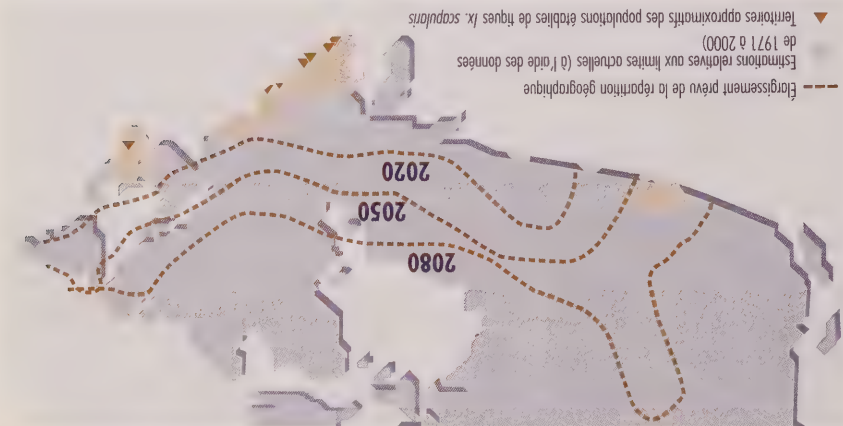 2080
2050
2020
Élargissement prévu de la répartition géographique
Estimations relatives aux limites actuelles (à l'aide des données
de 1971 à 2000)
Territoires approximatifs des populations établies de tiques Ix. scapularis